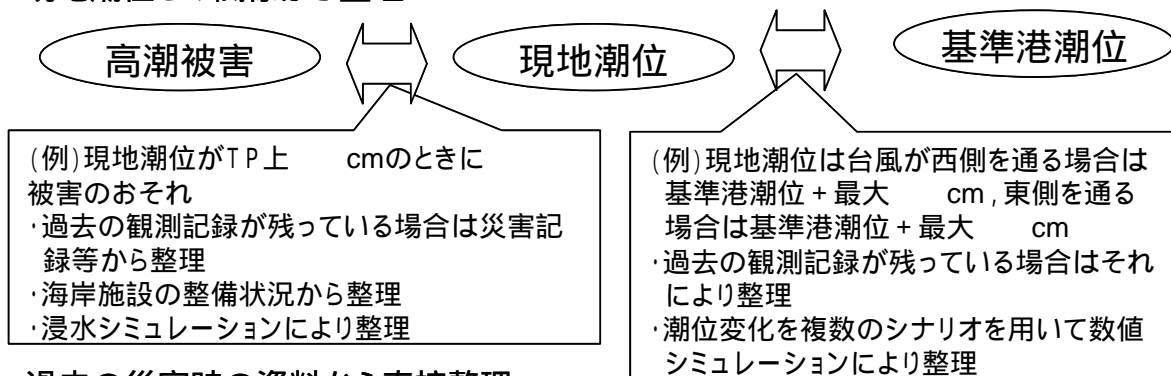 高潮被害
現地潮位
基準港潮位
(例)現地潮位がTP上　　cmのときに
被害のおそれ
・過去の観測記録が残っている場合は災害記
録等から整理
・海岸施設の整備状況から整理
・浸水シミュレーションにより整理
(例)現地潮位は台風が西側を通る場合は
基準港潮位+最大　　cm,東側を通る
場合は基準港潮位+最大　　cm
・過去の観測記録が残っている場合はそれ
により整理
・潮位変化を複数のシナリオを用いて数値
シミュレーションにより整理